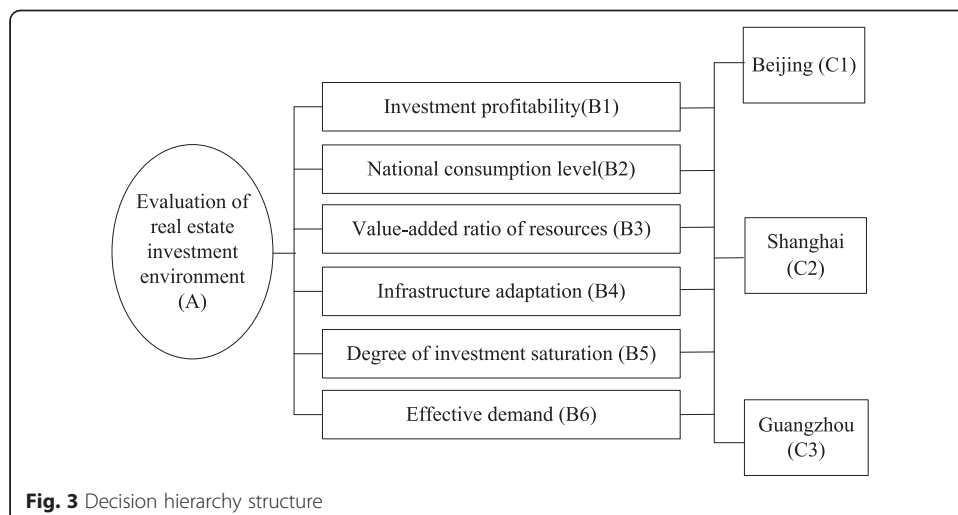 Evaluation of
real estate
investment
environment
(A)
Investment profitability(B1)
National consumption level(B2)
Value-added ratio of resources (B3)
Infrastructure adaptation (B4)
Degree of investment saturation (B5)
Effective demand (B6)
Beijing (C1)
Shanghai
(C2)
Guangzhou
(C3)
Fig. 3 Decision hierarchy structure